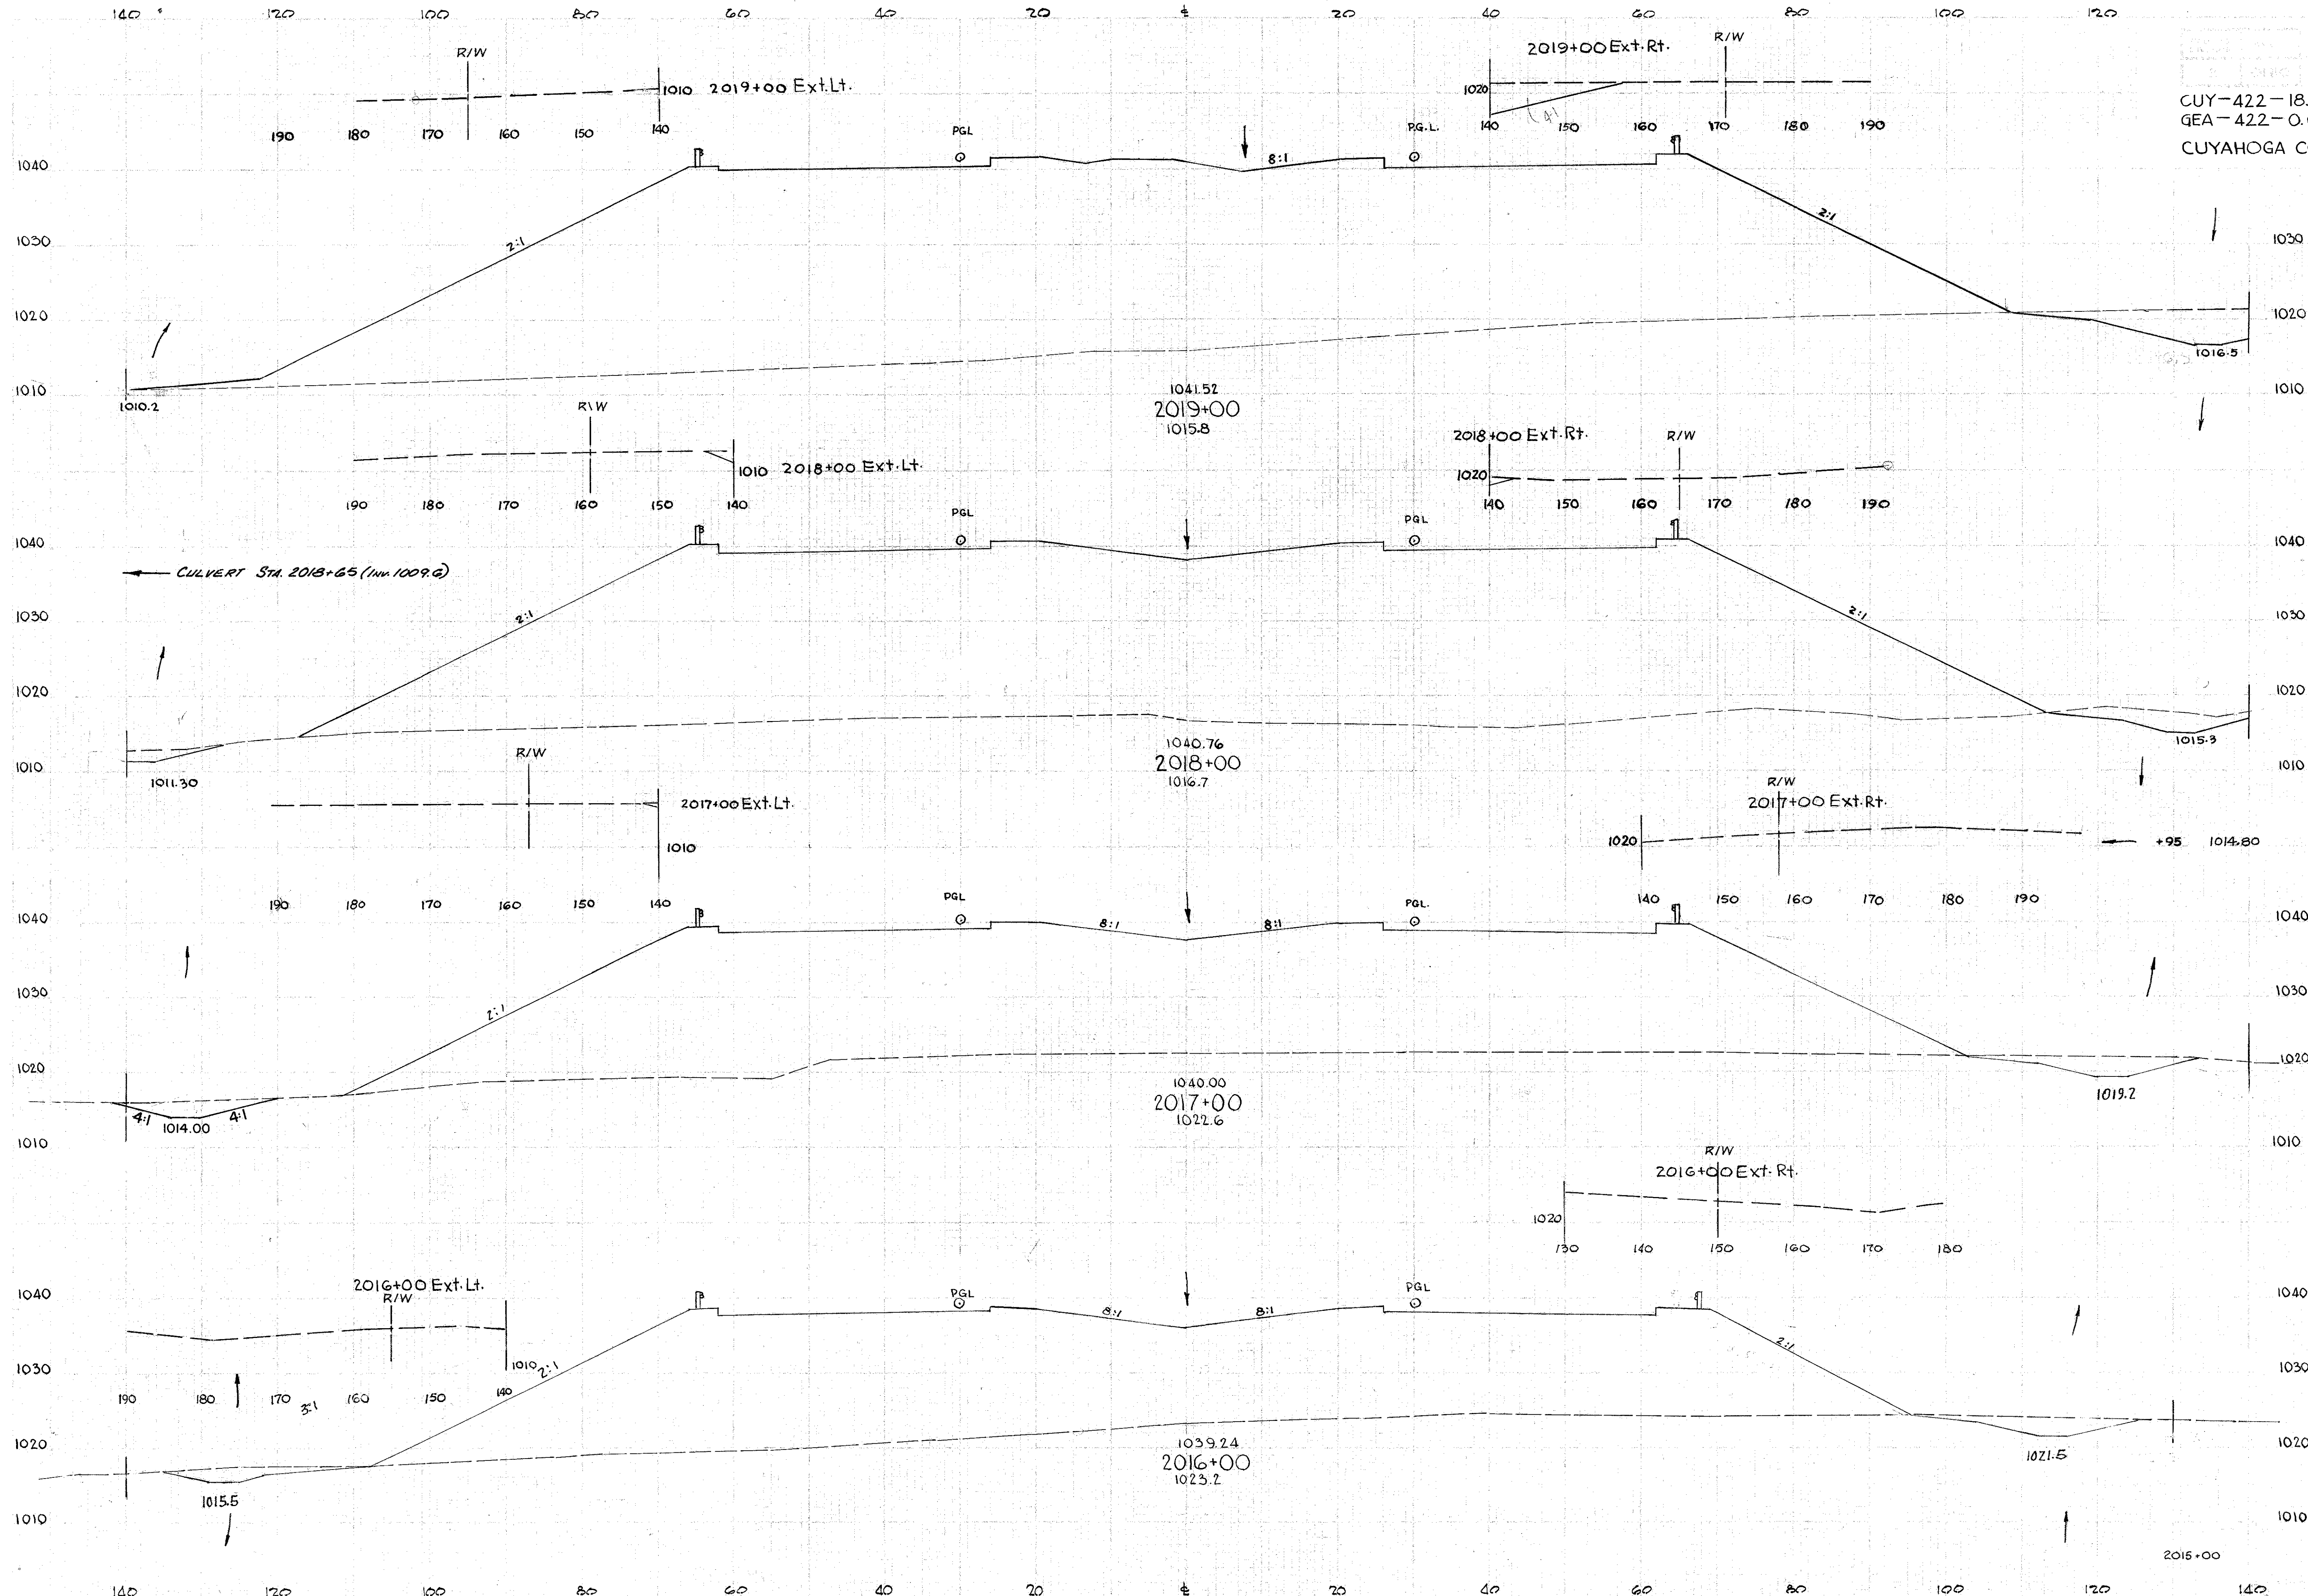 140 120 100 80 60 40 20 ℄ 20 40 60 80 100 120
R/W
1010 2019+00 Ext.Lt.
190 180 170 160 150 140
2019+00 Ext.Rt. R/W
1020
140 150 160 170 180 190
CUY-422-18.
GEA-422-0.
CUYAHOGA C
PGL 8:1 P.G.L.
1040
2:1 2:1
1030 1030
1020 1020
1016.5
1010 1010
1010.2
1041.52
2019+00
1015.8
R\W
1010 2018+00 Ext.Lt.
190 180 170 160 150 140
2018+00 Ext.Rt. R/W
1020
140 150 160 170 180 190
PGL PGL
1040 1040
CULVERT STA. 2018+65 (INV. 1009.6)
2:1 2:1
1030 1030
1020 1020
1015.3
1010 1010
1011.30
1040.76
2018+00
1016.7
R/W
2017+00 Ext.Lt.
1010
190 180 170 160 150 140
R/W
2017+00 Ext.Rt.
1020 +95 1014.80
140 150 160 170 180 190
PGL PGL.
1040 8:1 8:1 1040
2:1
1030 1030
1020 1020
4:1 1014.00 4:1
1019.2
1010 1010
1040.00
2017+00
1022.6
R/W
2016+00 Ext.Rt.
1020
130 140 150 160 170 180
2016+00 Ext.Lt.
R/W
1010
190 180 170 3:1 160 150 140
PGL PGL
1040 8:1 8:1 1040
2:1 2:1
1030 1030
1020 1020
1015.5 1021.5
1010 1010
1039.24
2016+00
1023.2
2015+00
140 120 100 80 60 40 20 ℄ 20 40 60 80 100 120 140